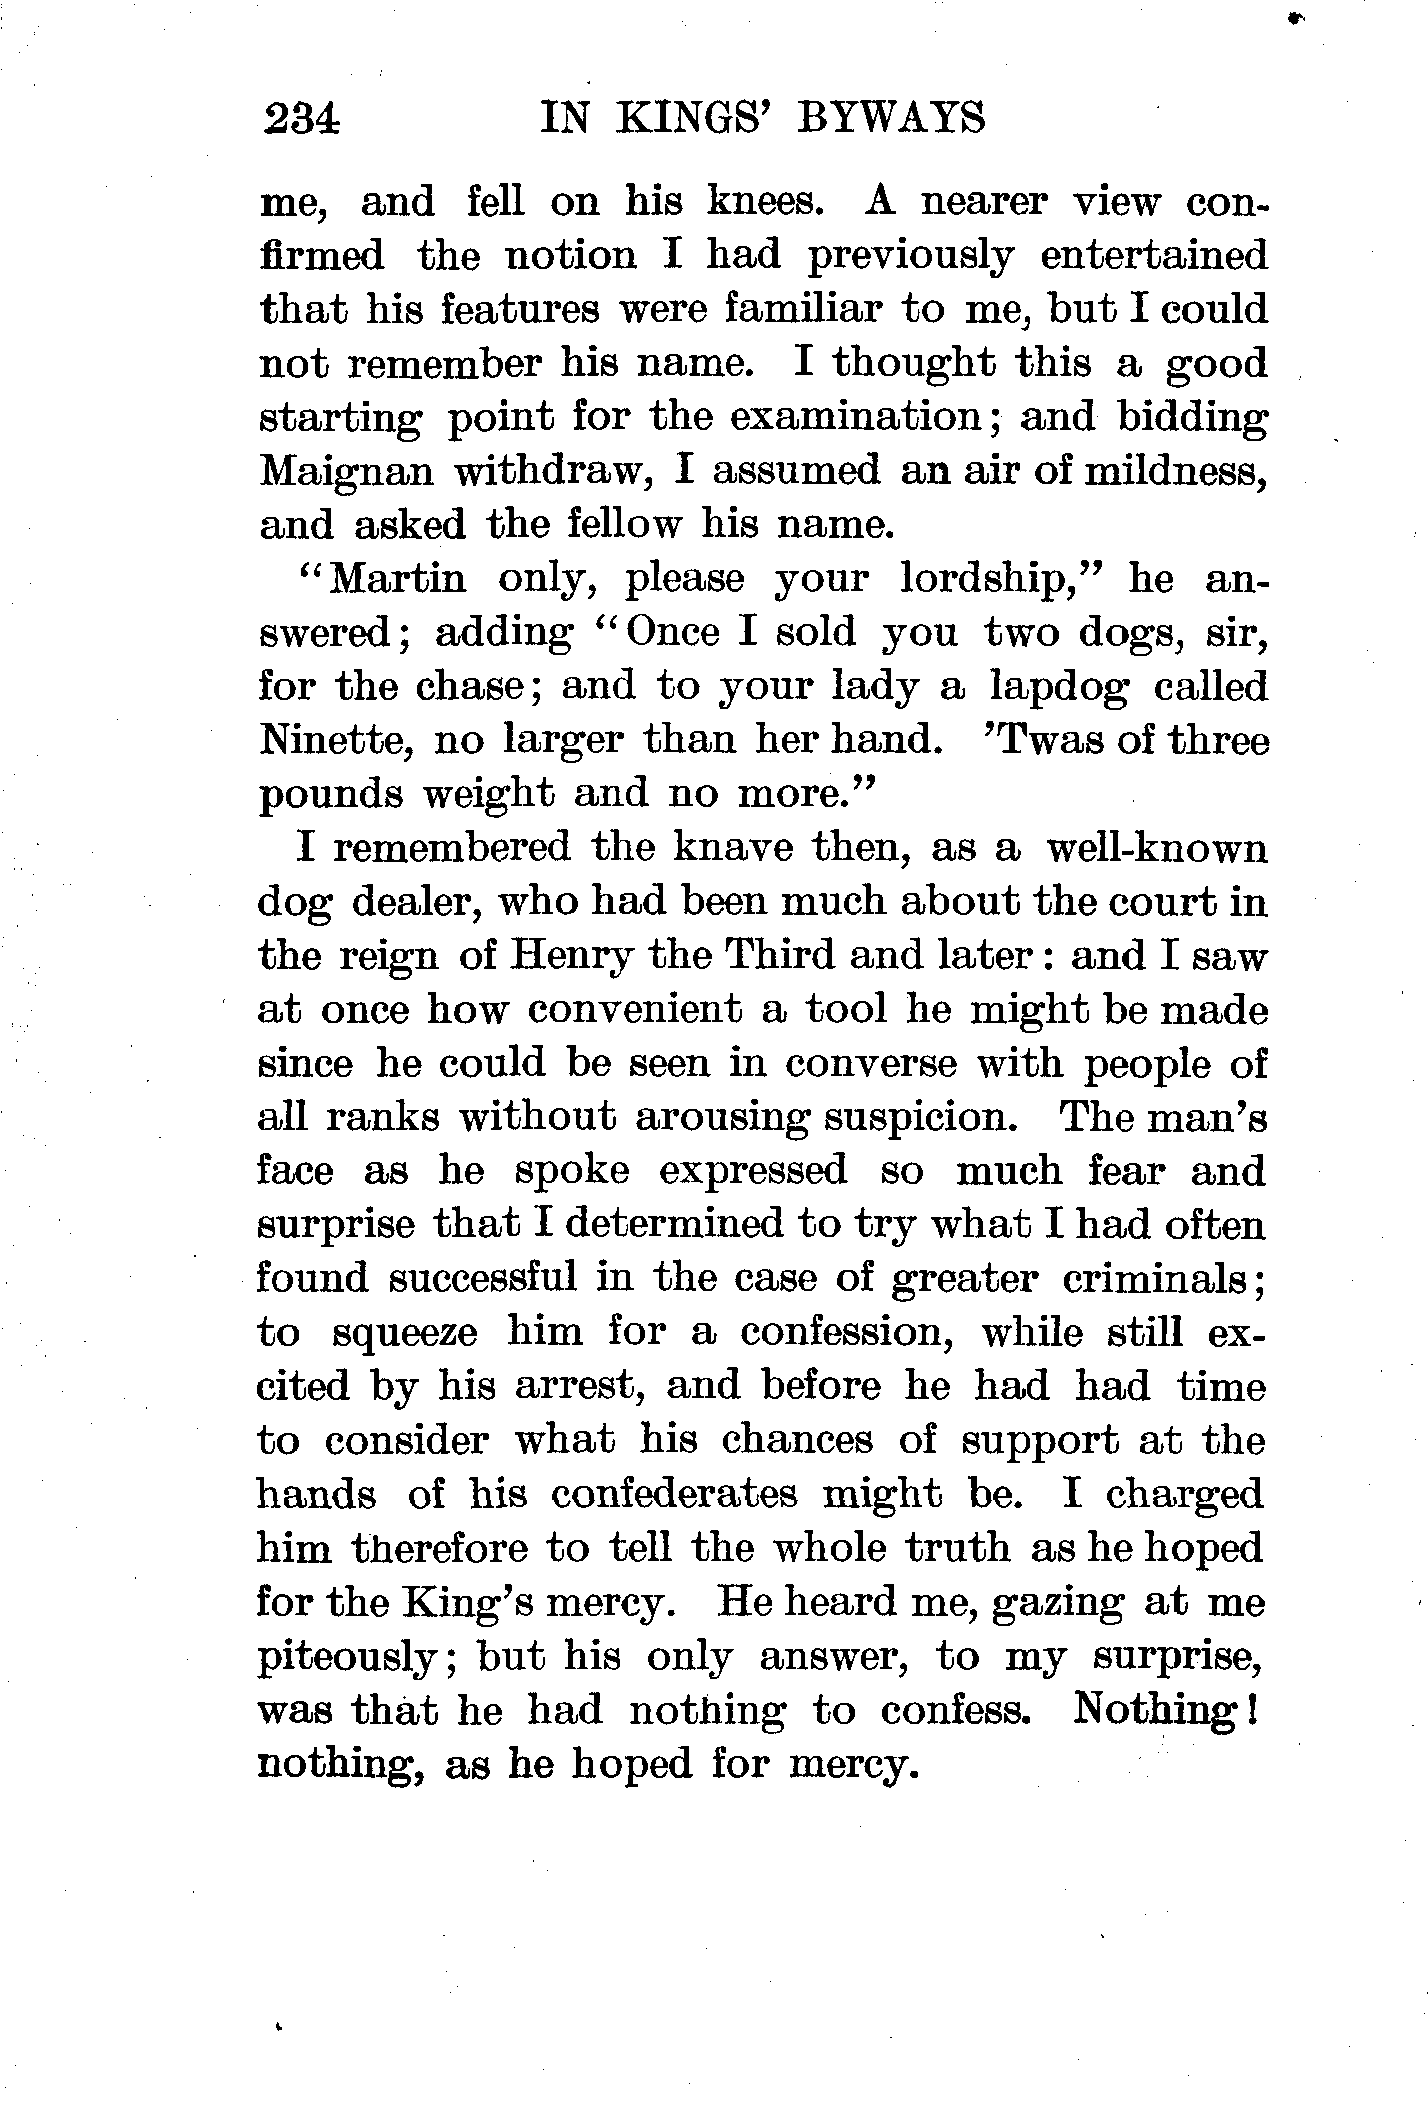 234 IN KINGS' BYWAYS
me, and fell on his knees. A nearer view con-
firmed the notion I had previously entertained
that his features were familiar to me, but I could
not remember his name. I thought this a good
starting point for the examination; and bidding
Maignan withdraw, I assumed an air of mildness,
and asked the fellow his name.
"Martin only, please your lordship," he an-
swered; adding "Once I sold you two dogs, sir,
for the chase; and to your lady a lapdog called
Ninette, no larger than her hand. 'Twas of three
pounds weight and no more."
I remembered the knave then, as a well-known
dog dealer, who had been much about the court in
the reign of Henry the Third and later: and I saw
at once how convenient a tool he might be made
since he could be seen in converse with people of
all ranks without arousing suspicion. The man's
face as he spoke expressed so much fear and
surprise that I determined to try what I had often
found successful in the case of greater criminals;
to squeeze him for a confession, while still ex-
cited by his arrest, and before he had had time
to consider what his chances of support at the
hands of his confederates might be. I charged
him therefore to tell the whole truth as he hoped
for the King's mercy. He heard me, gazing at me
piteously; but his only answer, to my surprise,
was that he had nothing to confess. Nothing!
nothing, as he hoped for mercy.